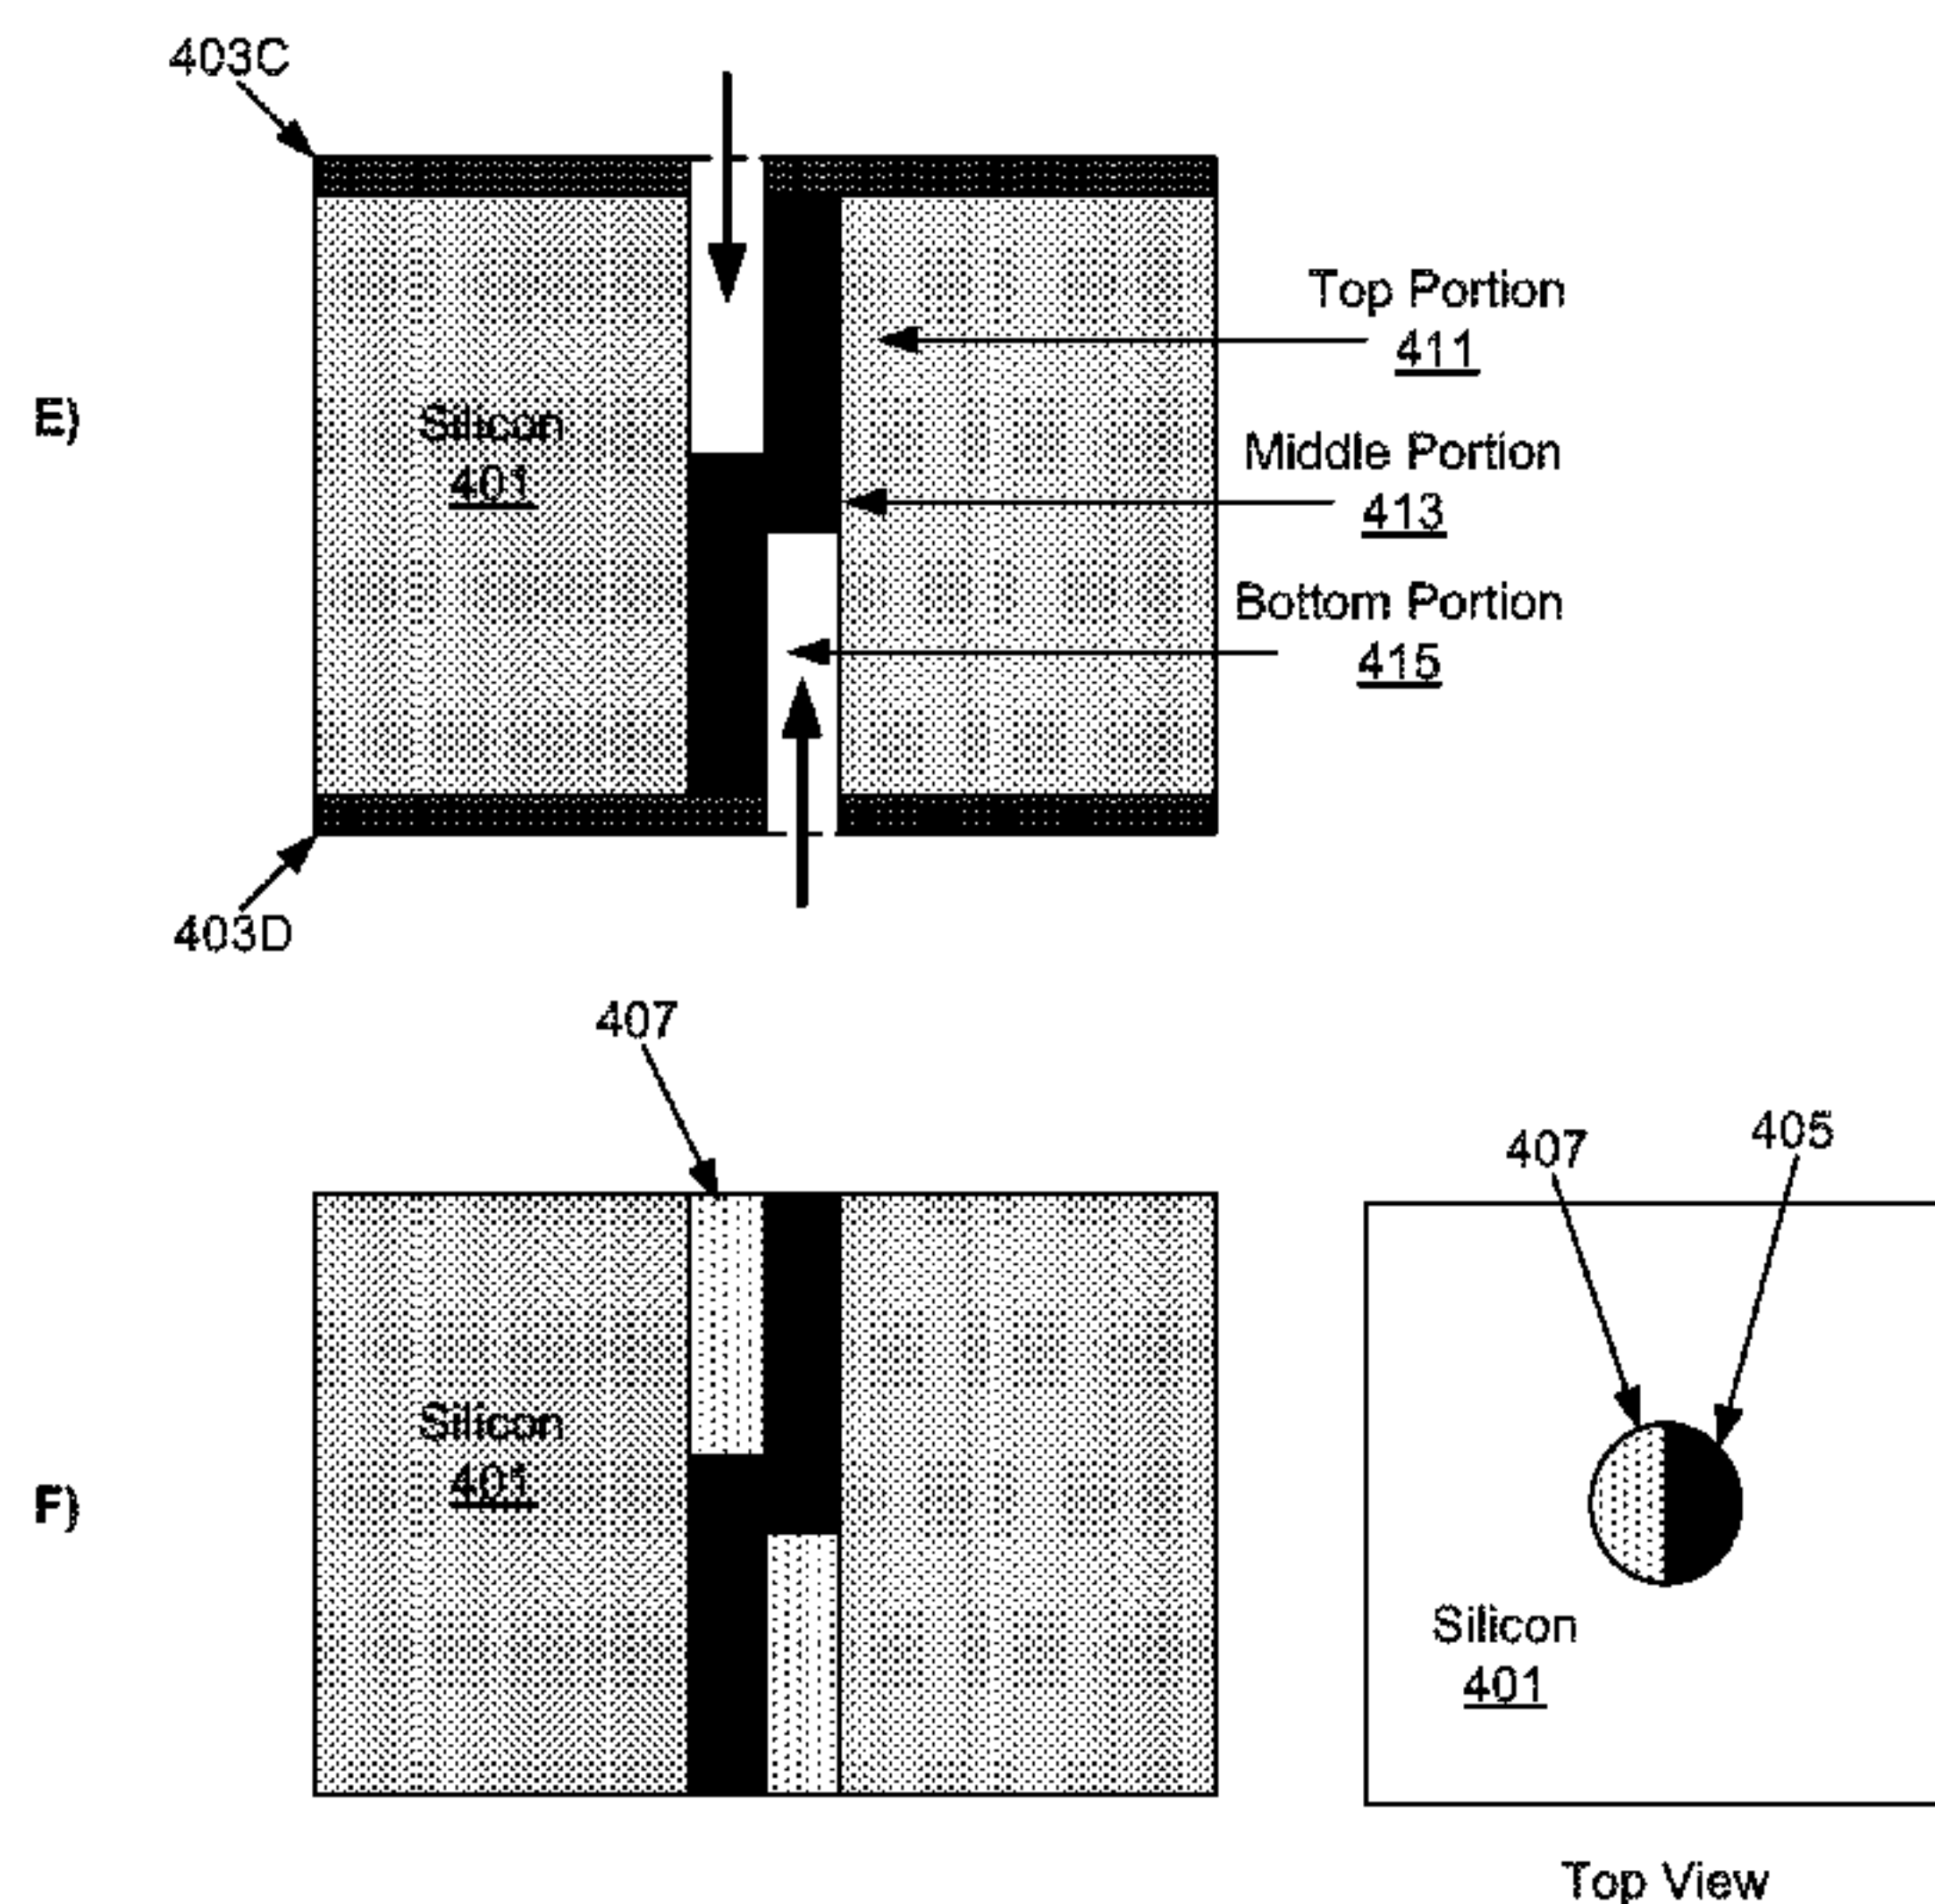 403C
Top Portion
411
E)
Silicon
401
Middle Portion
413
Bottom Portion
415
403D
407
407
405
F)
Silicon
401
Silicon
401
Top View